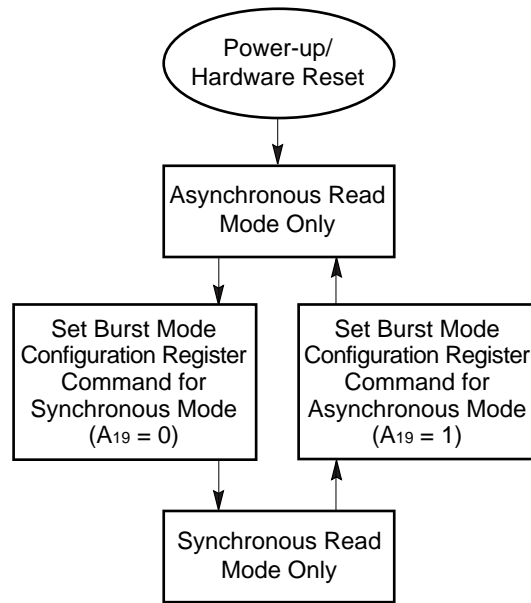 Power-up/
Hardware Reset
Asynchronous Read
Mode Only
Set Burst Mode
Configuration Register
Command for
Synchronous Mode
(A19 = 0)
Set Burst Mode
Configuration Register
Command for
Asynchronous Mode
(A19 = 1)
Synchronous Read
Mode Only